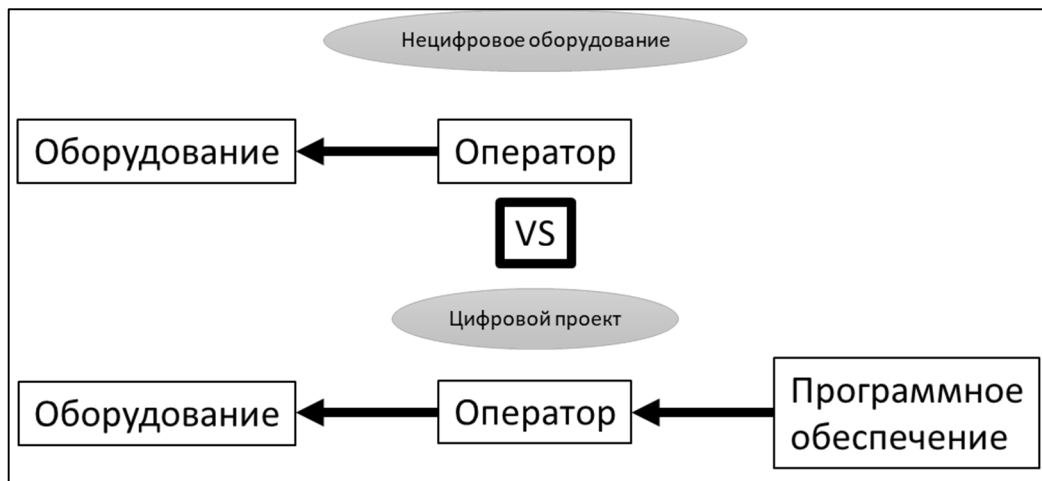 Нецифровое оборудование
Оборудование
Оператор
VS
Цифровой проект
Оборудование
Оператор
Программное
обеспечение